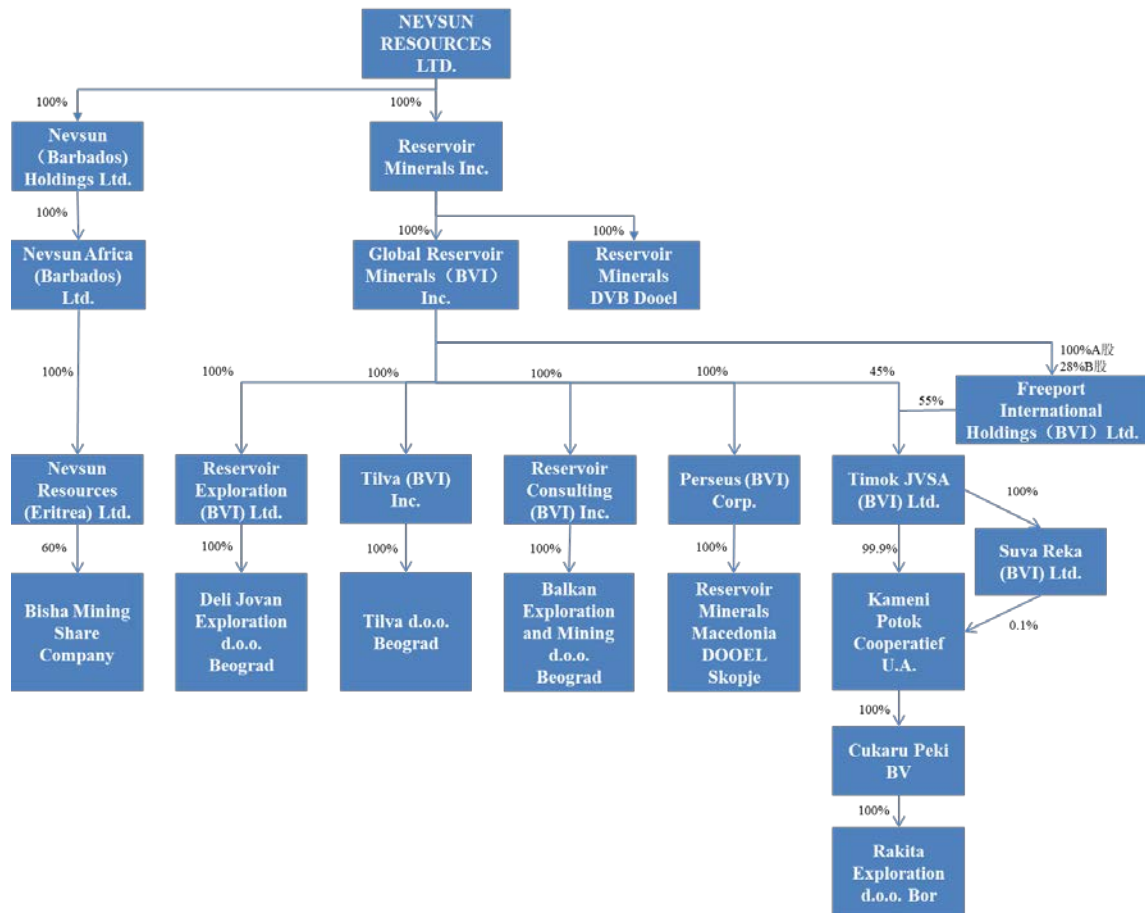 NEVSUN
RESOURCES
LTD.
100%
100%
Nevsun
（Barbados)
Holdings Ltd.
Reservoir
Minerals Inc.
100%
100%
100%
Nevsun Africa
(Barbados)
Ltd.
Global Reservoir
Minerals（BVI）
Inc.
Reservoir
Minerals
DVB Dooel
100%A股
28%B股
100%
100%
100%
100%
100%
45%
55%
Freeport
International
Holdings（BVI）Ltd.
Nevsun
Resources
(Eritrea) Ltd.
Reservoir
Exploration
(BVI) Ltd.
Tilva (BVI)
Inc.
Reservoir
Consulting
(BVI) Inc.
Perseus (BVI)
Corp.
Timok JVSA
(BVI) Ltd.
100%
Suva Reka
(BVI) Ltd.
60%
100%
100%
100%
100%
99.9%
0.1%
Bisha Mining
Share
Company
Deli Jovan
Exploration
d.o.o.
Beograd
Tilva d.o.o.
Beograd
Balkan
Exploration
and Mining
d.o.o.
Beograd
Reservoir
Minerals
Macedonia
DOOEL
Skopje
Kameni
Potok
Cooperatief
U.A.
100%
Cukaru Peki
BV
100%
Rakita
Exploration
d.o.o. Bor